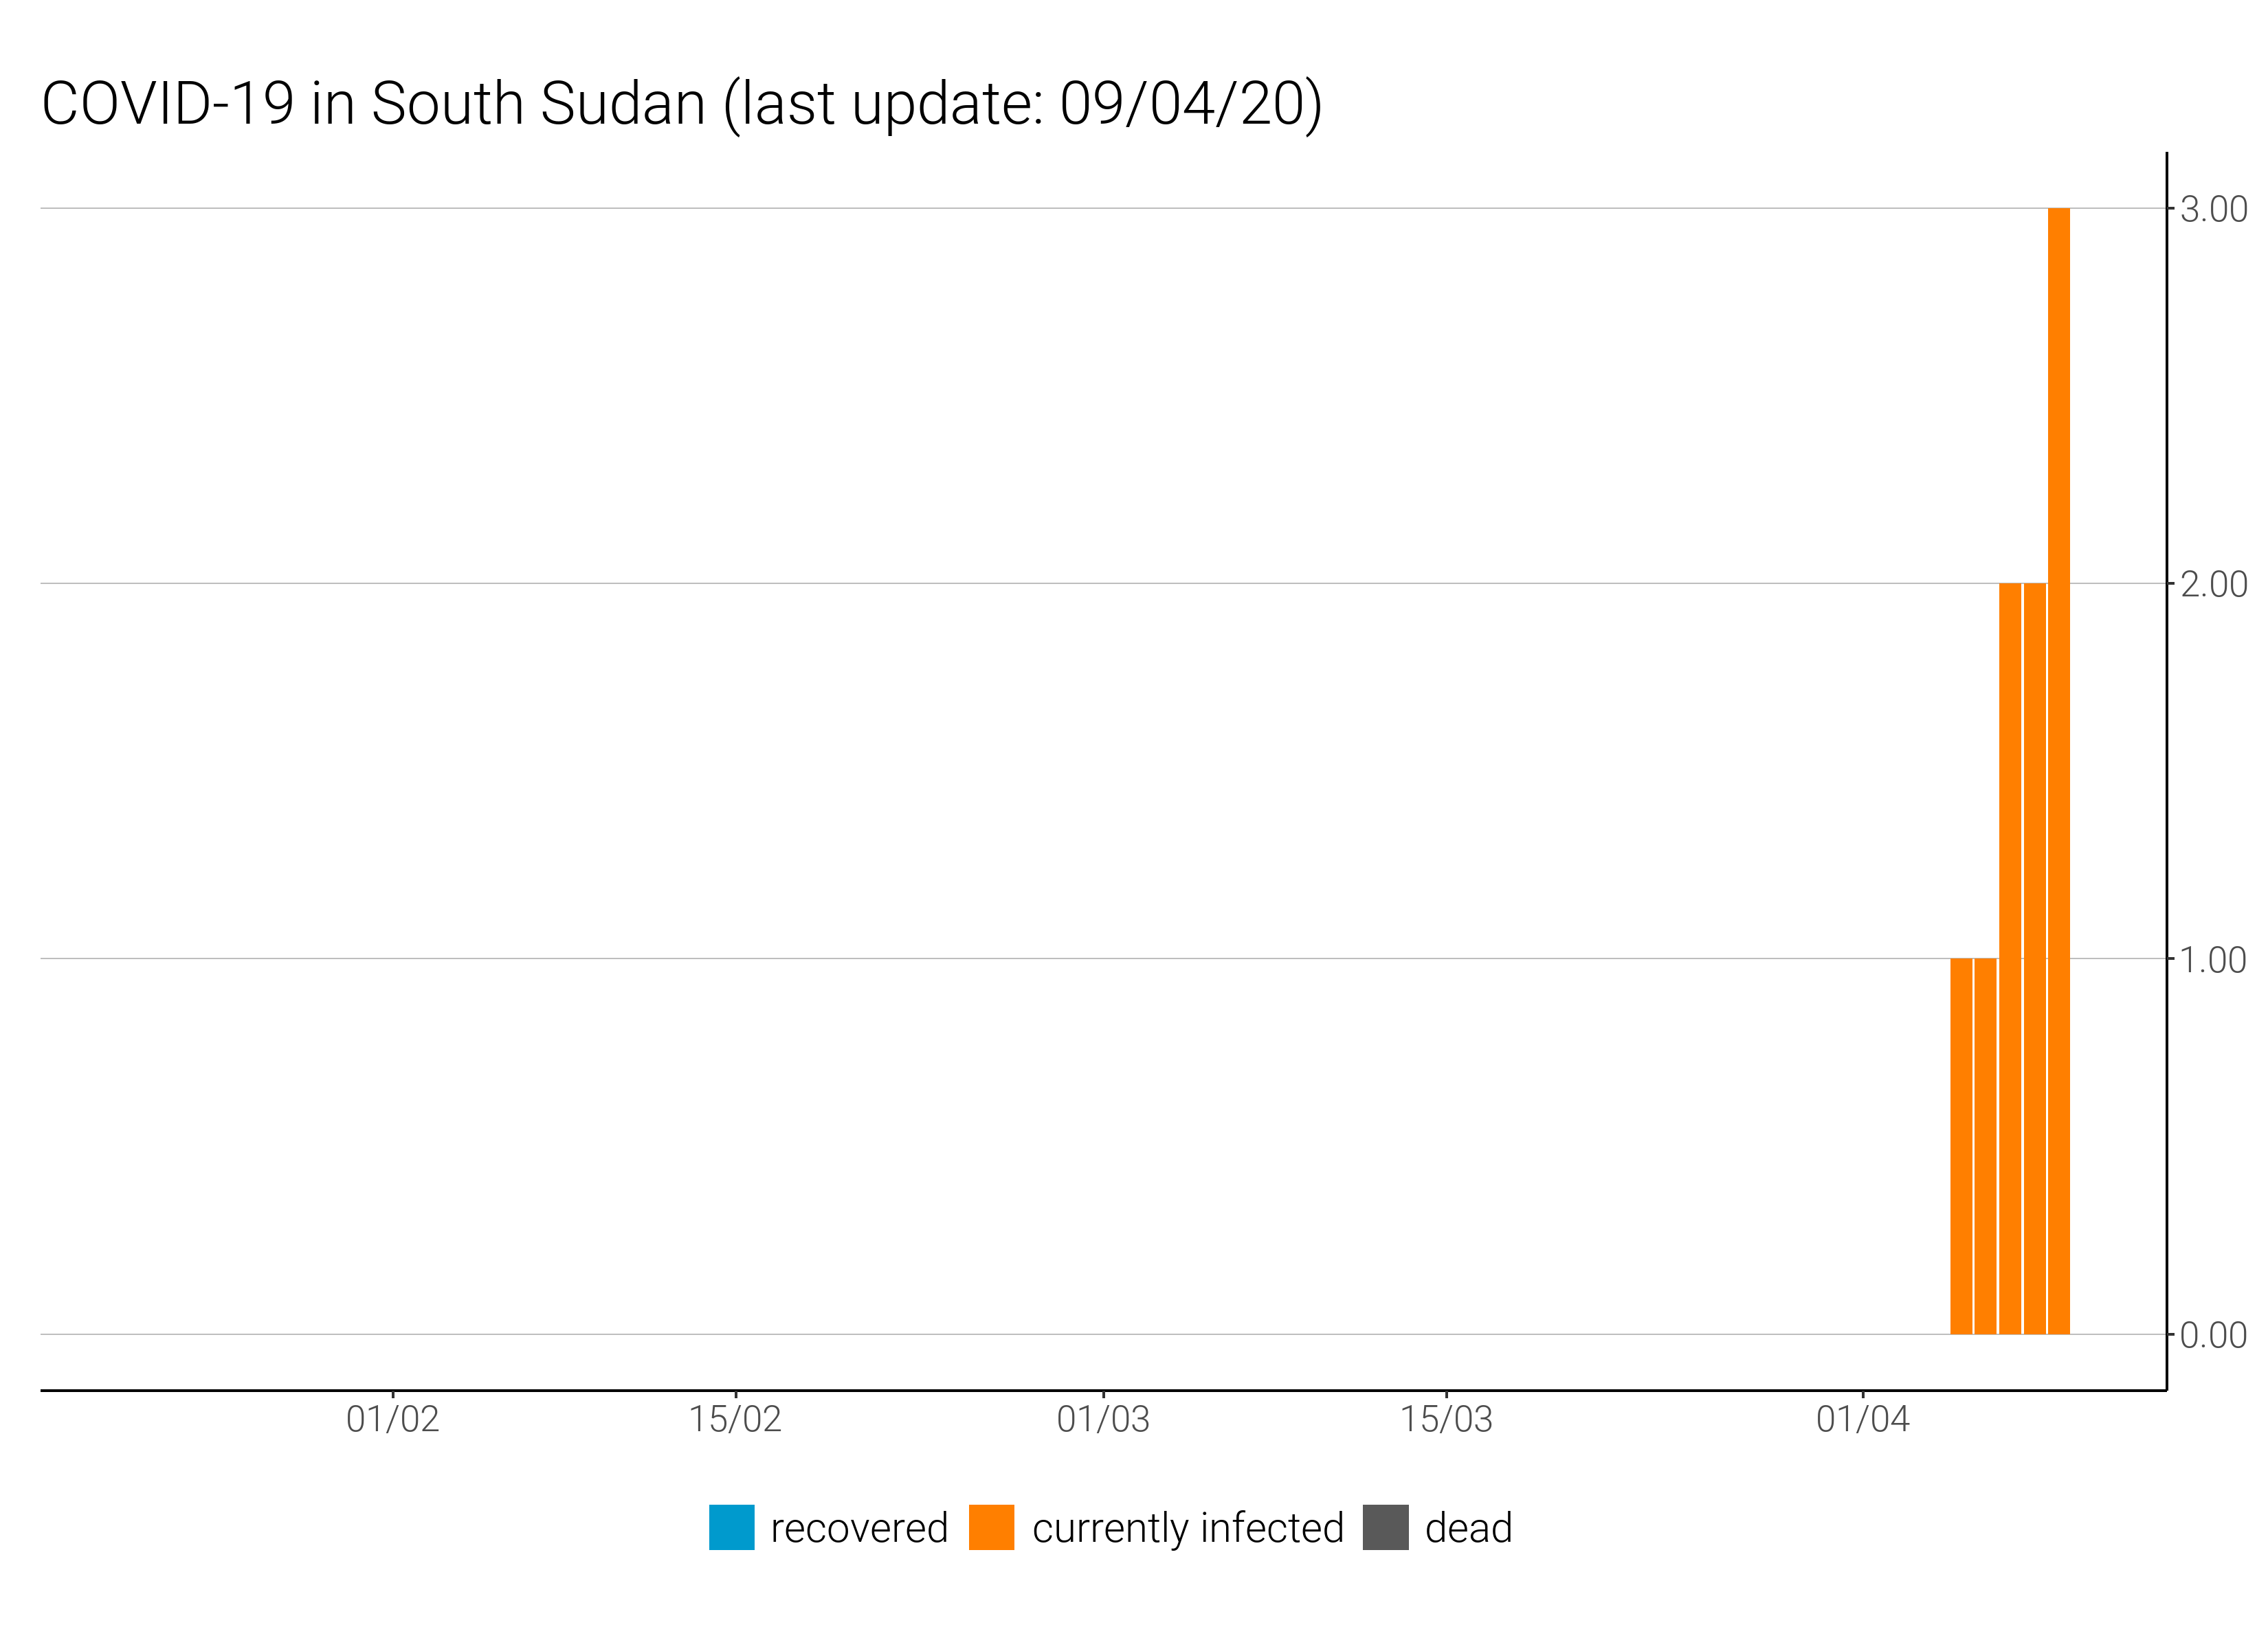 COVID-19 in South Sudan (last update: 09/04/20)
3.00
2.00
1.00
0.00
01/02 15/02 01/03 15/03 01/04
recovered currently infected dead